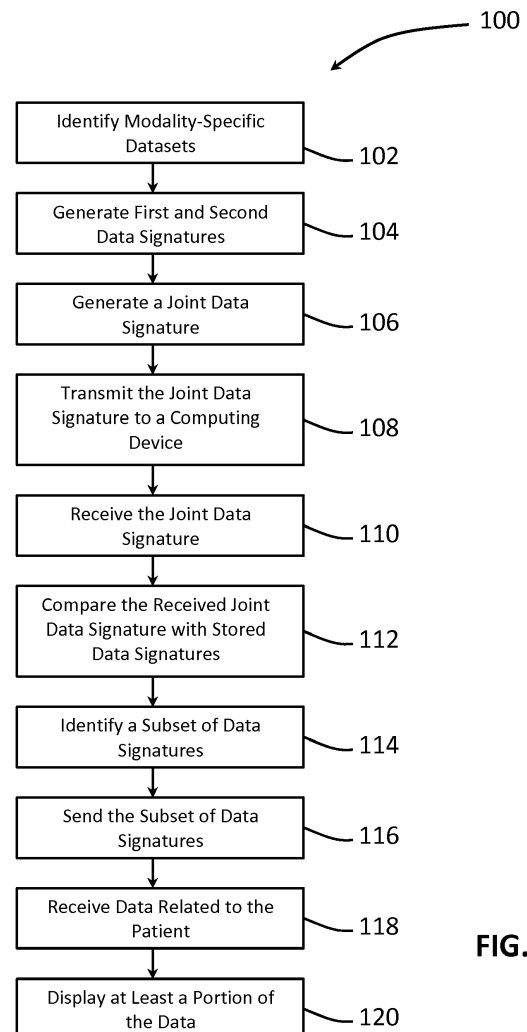 100
Identify Modality-Specific
Datasets
102
Generate First and Second
Data Signatures
104
Generate a Joint Data
Signature
106
Transmit the Joint Data
Signature to a Computing
Device
108
Receive the Joint Data
Signature
110
Compare the Received Joint
Data Signature with Stored
Data Signatures
112
Identify a Subset of Data
Signatures
114
Send the Subset of Data
Signatures
116
Receive Data Related to the
Patient
118
FIG.
Display at Least a Portion of
the Data
120